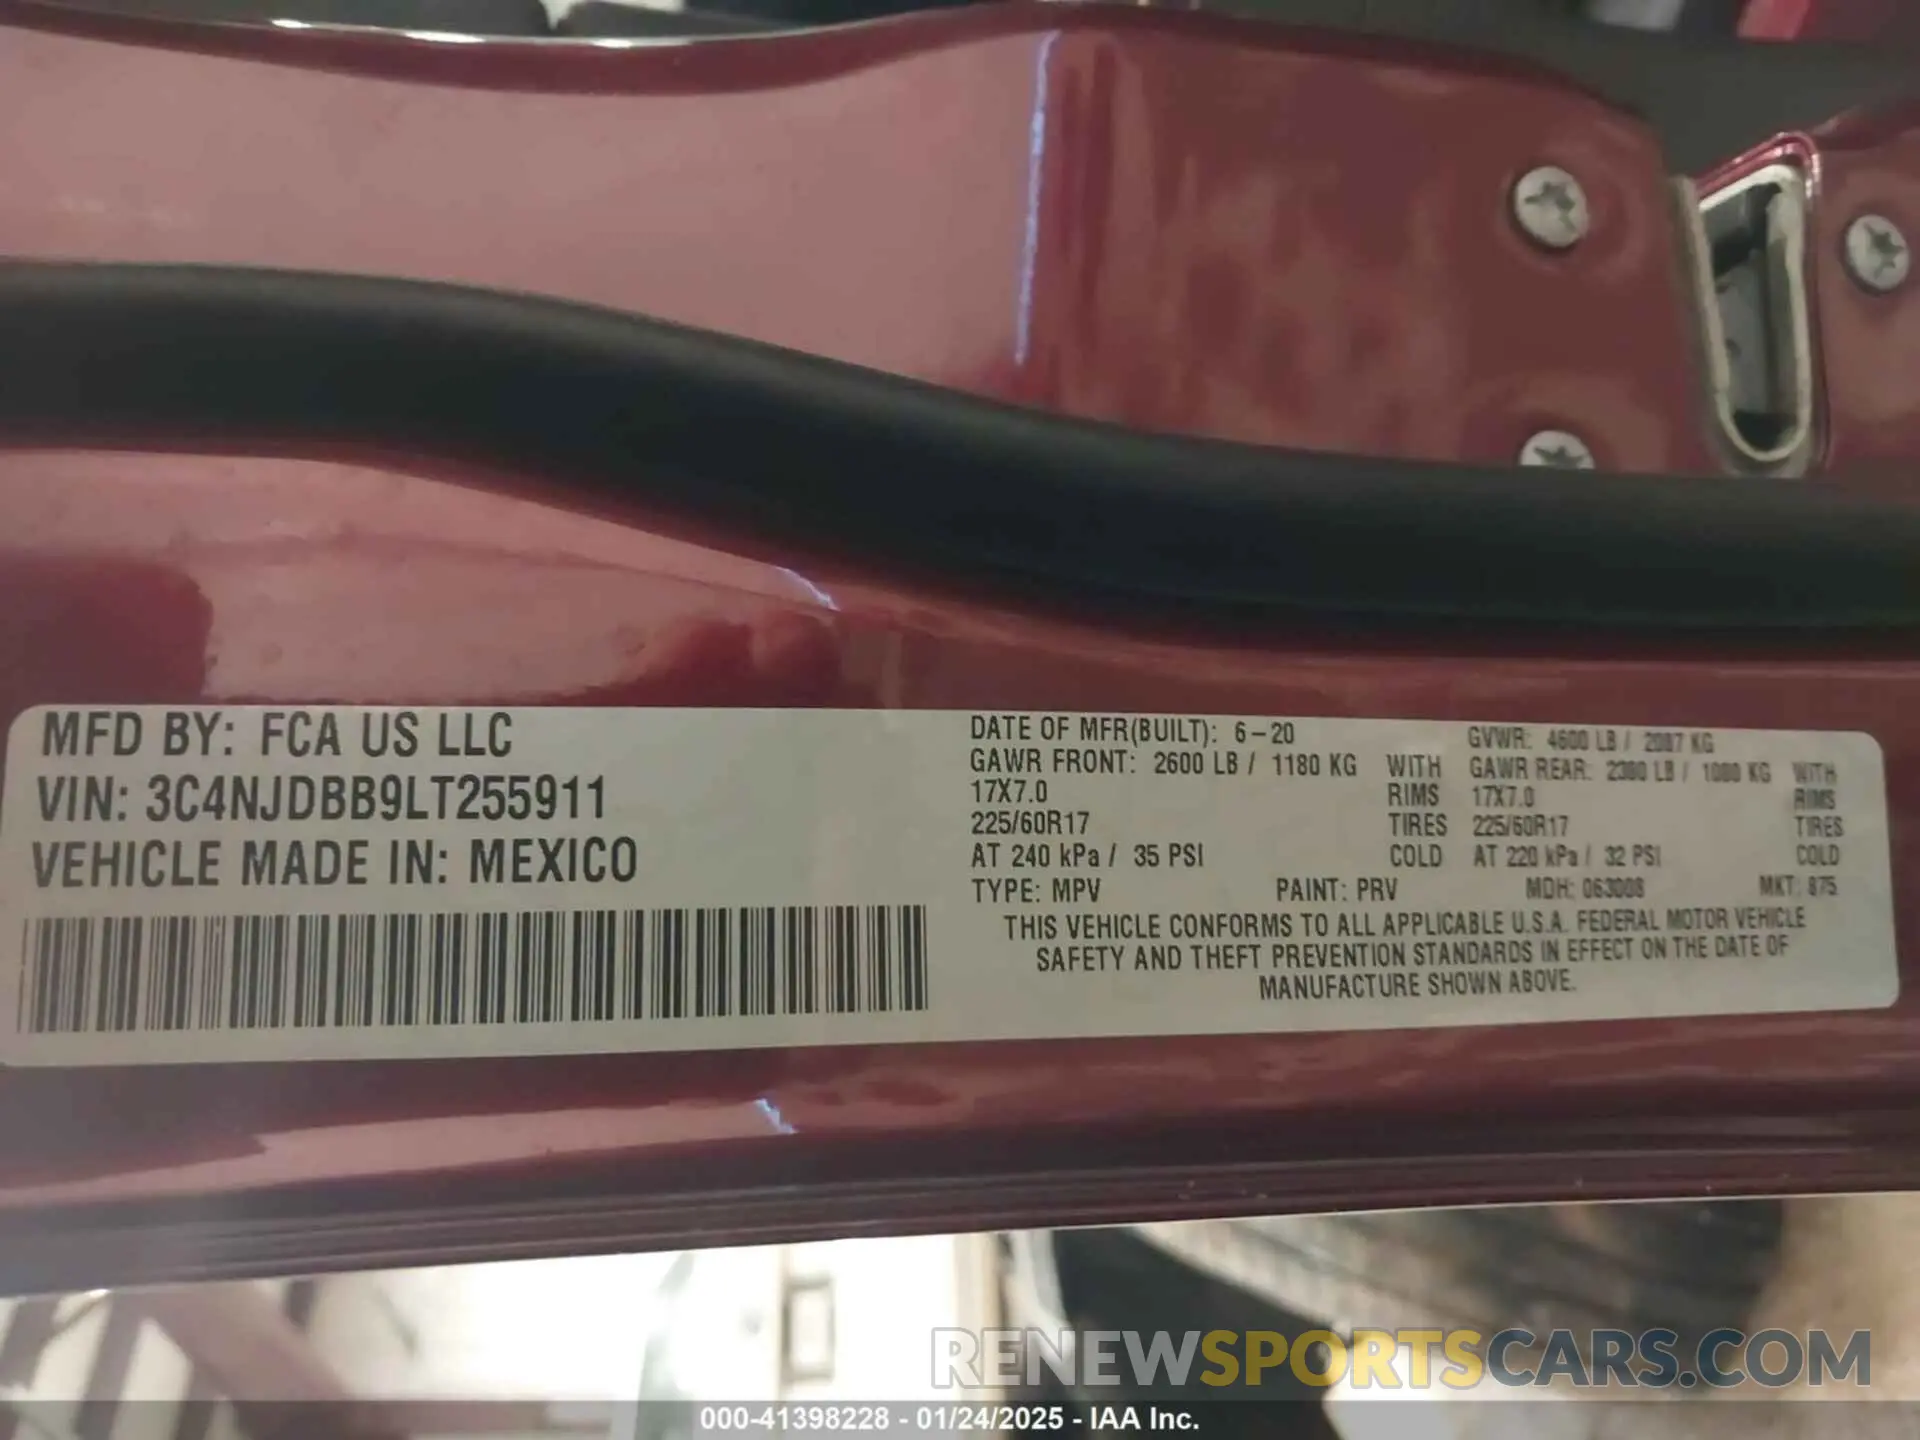 MFD BY: FCA US LLC
VIN: 3C4NJDBB9LT255911
VEHICLE MADE IN: MEXICO
DATE OF MFR(BUILT): 6-20 GVWR: 4600 LB / 2087 KG
GAWR FRONT: 2600 LB / 1180 KG WITH GAWR REAR: 2380 LB / 1080 KG WITH
17X7.0 RIMS 17X7.0 RIMS
225/60R17 TIRES 225/60R17 TIRES
AT 240 kPa / 35 PSI COLD AT 220 kPa / 32 PSI COLD
TYPE: MPV PAINT: PRV MDH: 063008 MKT: 875
THIS VEHICLE CONFORMS TO ALL APPLICABLE U.S.A. FEDERAL MOTOR VEHICLE
SAFETY AND THEFT PREVENTION STANDARDS IN EFFECT ON THE DATE OF
MANUFACTURE SHOWN ABOVE.
RENEWSPORTSCARS.COM
000-41398228 - 01/24/2025 - IAA Inc.